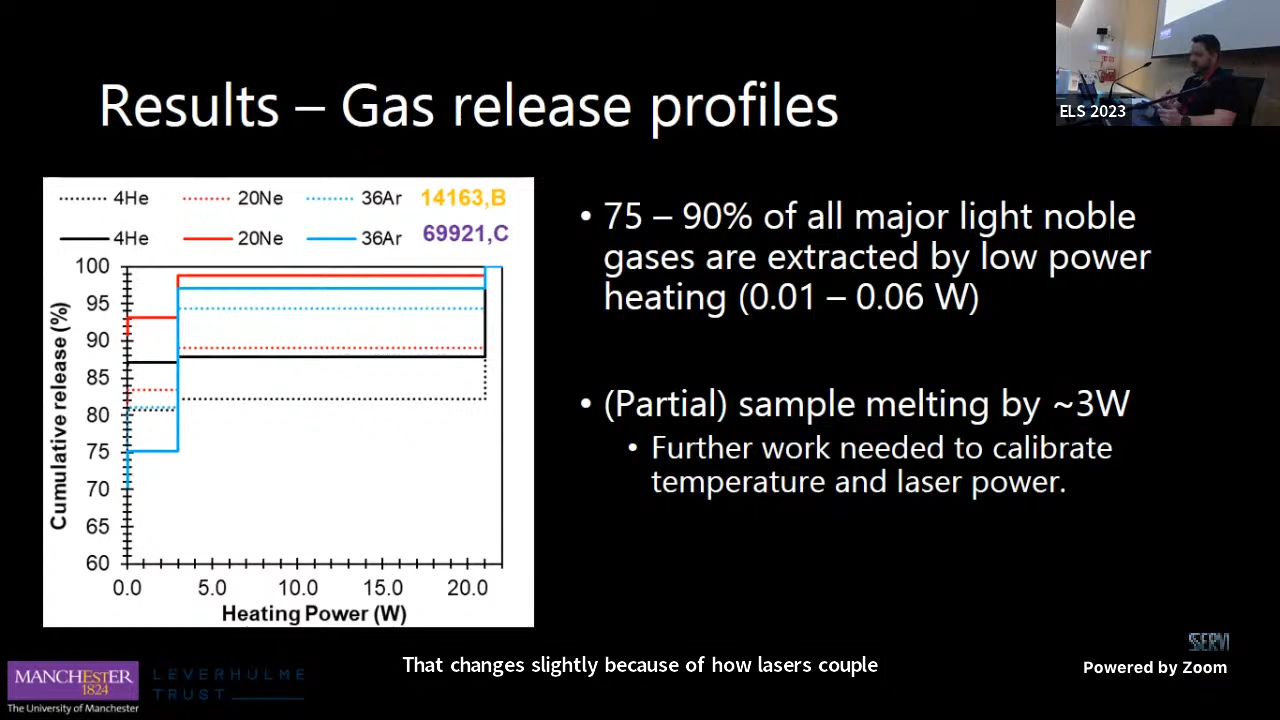 Results – Gas release profiles
ELS 2023
4He 20Ne 36Ar 14163,B
4He 20Ne 36Ar 69921,C
100
95
90
85
80
75
70
65
60
Cumulative release (%)
0.0 5.0 10.0 15.0 20.0
Heating Power (W)
• 75 – 90% of all major light noble
gases are extracted by low power
heating (0.01 – 0.06 W)
• (Partial) sample melting by ~3W
• Further work needed to calibrate
temperature and laser power.
That changes slightly because of how lasers couple
MANCHESTER
1824
The University of Manchester
LEVERHULME
TRUST
Powered by Zoom